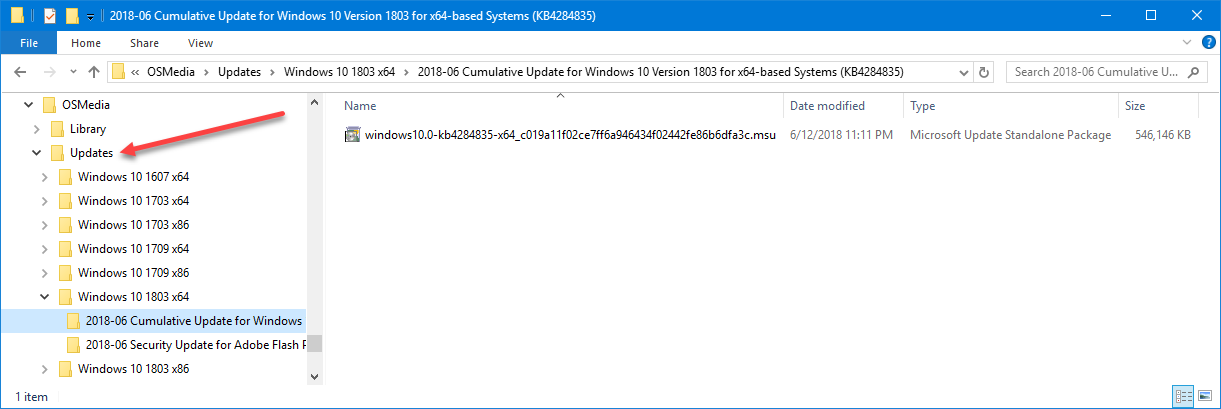 2018-06 Cumulative Update for Windows 10 Version 1803 for x64-based Systems (KB4284835)
File Home Share View
« OSMedia > Updates > Windows 10 1803 x64 > 2018-06 Cumulative Update for Windows 10 Version 1803 for x64-based Systems (KB4284835)
Search 2018-06 Cumulative U...
OSMedia
Library
Updates
Windows 10 1607 x64
Windows 10 1703 x64
Windows 10 1703 x86
Windows 10 1709 x64
Windows 10 1709 x86
Windows 10 1803 x64
2018-06 Cumulative Update for Windows
2018-06 Security Update for Adobe Flash P
Windows 10 1803 x86
Name Date modified Type Size
windows10.0-kb4284835-x64_c019a11f02ce7ff6a946434f02442fe86b6dfa3c.msu 6/12/2018 11:11 PM Microsoft Update Standalone Package 546,146 KB
1 item